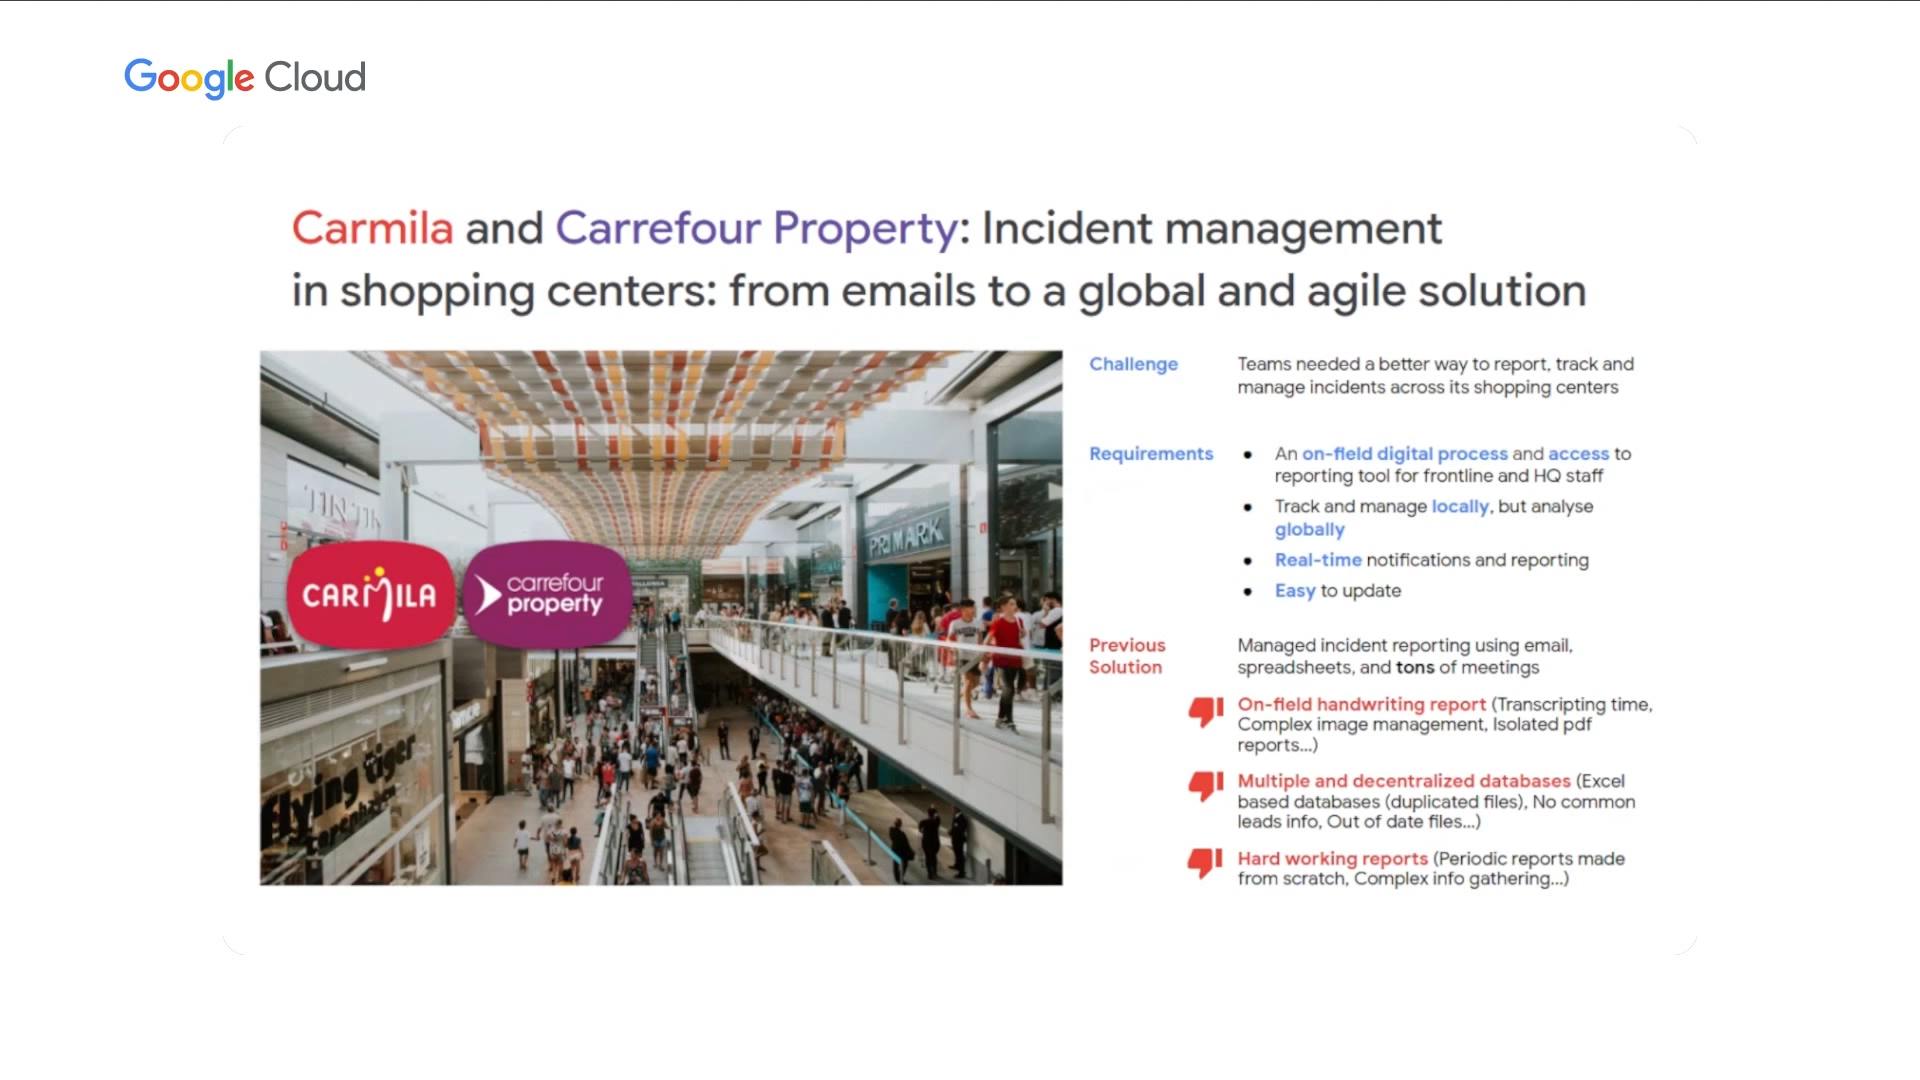 Google Cloud
Carmila and Carrefour Property: Incident management
in shopping centers: from emails to a global and agile solution
TINTIN
PRIMARK
CARMILA
carrefour
property
flying tiger
copenhagen
Challenge
Teams needed a better way to report, track and
manage incidents across its shopping centers
Requirements
● An on-field digital process and access to
reporting tool for frontline and HQ staff
● Track and manage locally, but analyse
globally
● Real-time notifications and reporting
● Easy to update
Previous
Solution
Managed incident reporting using email,
spreadsheets, and tons of meetings
On-field handwriting report (Transcripting time,
Complex image management, Isolated pdf
reports...)
Multiple and decentralized databases (Excel
based databases (duplicated files), No common
leads info, Out of date files...)
Hard working reports (Periodic reports made
from scratch, Complex info gathering...)